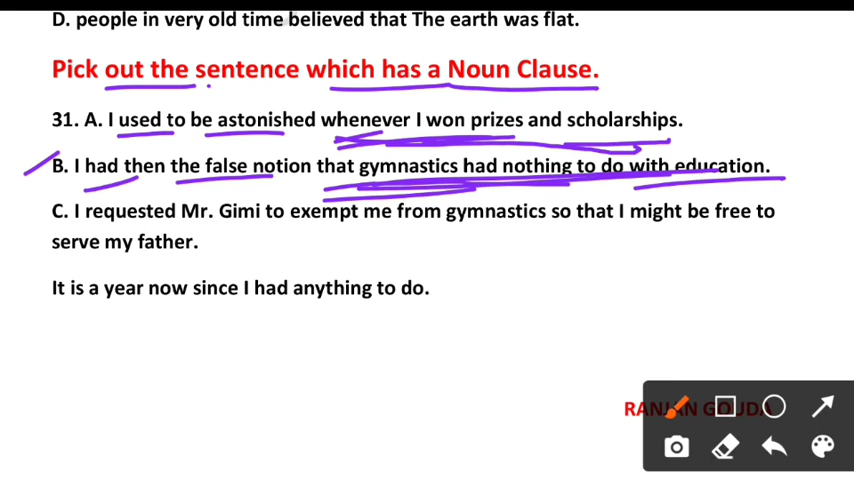 D. people in very old time believed that The earth was flat.
Pick out the sentence which has a Noun Clause.
31. A. I used to be astonished whenever I won prizes and scholarships.
B. I had then the false notion that gymnastics had nothing to do with education.
C. I requested Mr. Gimi to exempt me from gymnastics so that I might be free to
serve my father.
It is a year now since I had anything to do.
RANJAN GOUDA